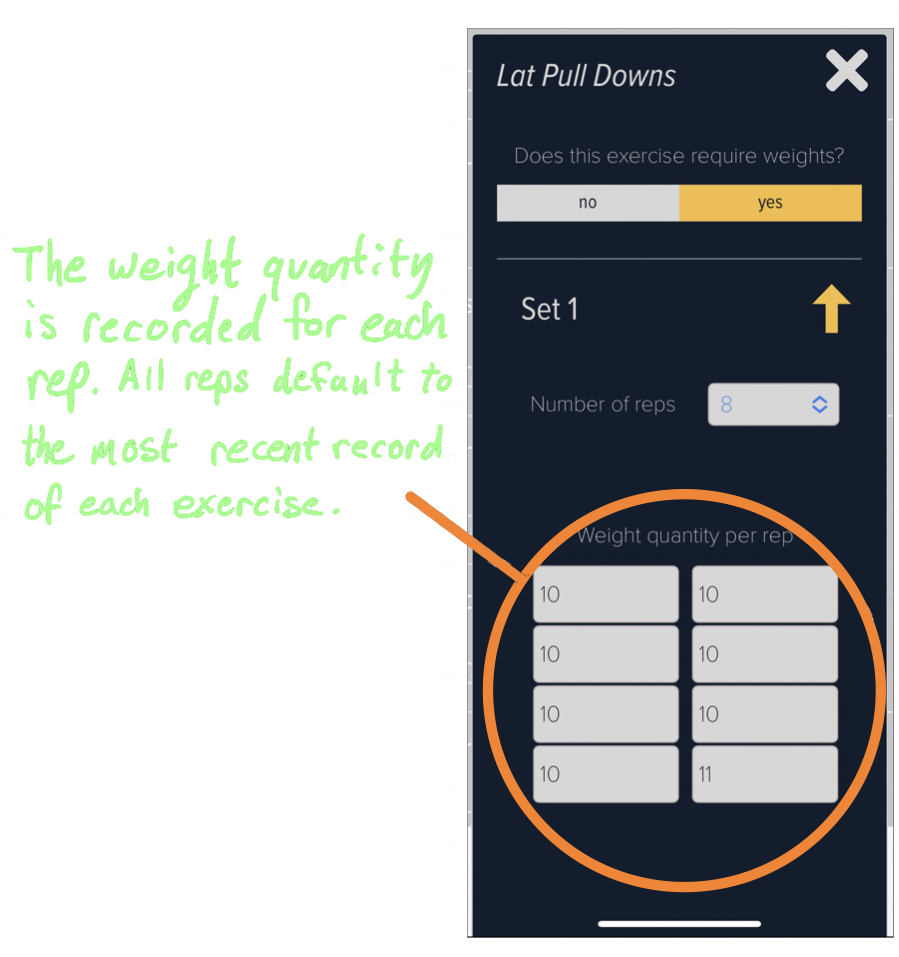 The weight quantity
is recorded for each
rep. All reps default to
the most recent record
of each exercise.
Lat Pull Downs
Does this exercise require weights?
no yes
Set 1
Number of reps 8
Weight quantity per rep
10 10
10 10
10 10
10 11